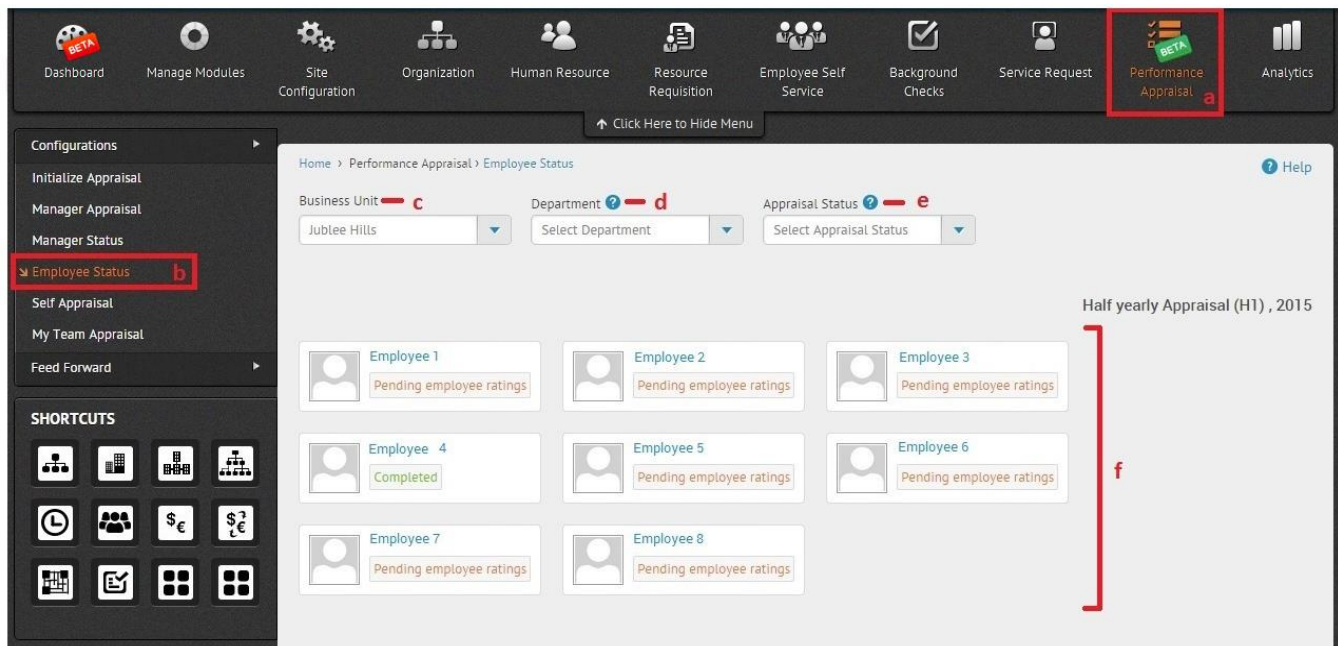 BETA
BETA
Dashboard
Manage Modules
Site
Configuration
Organization
Human Resource
Resource
Requisition
Employee Self
Service
Background
Checks
Service Request
Performance
Appraisal
a
Analytics
↑ Click Here to Hide Menu
Configurations
Initialize Appraisal
Manager Appraisal
Manager Status
Employee Status b
Self Appraisal
My Team Appraisal
Feed Forward
SHORTCUTS
$€
$€
Home › Performance Appraisal › Employee Status
? Help
Business Unit c
Department ? d
Appraisal Status ? e
Jublee Hills
Select Department
Select Appraisal Status
Half yearly Appraisal (H1) , 2015
Employee 1
Pending employee ratings
Employee 2
Pending employee ratings
Employee 3
Pending employee ratings
Employee 4
Completed
Employee 5
Pending employee ratings
Employee 6
Pending employee ratings
f
Employee 7
Pending employee ratings
Employee 8
Pending employee ratings